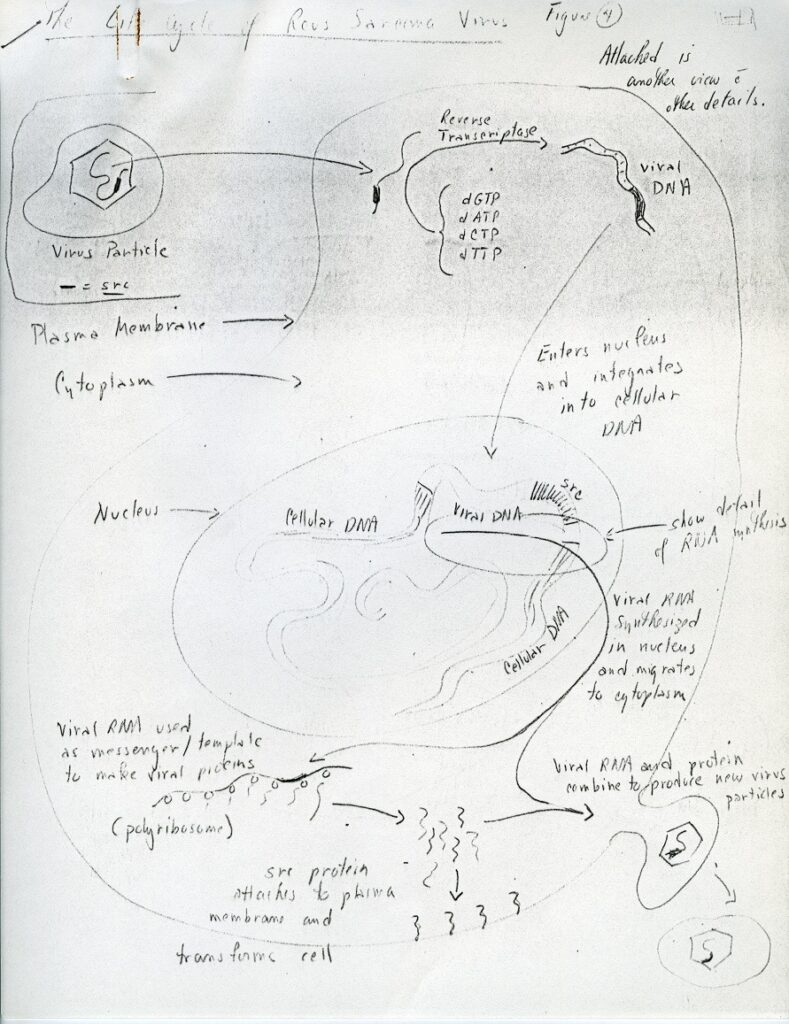 The Life Cycle of Rous Sarcoma Virus Figure 4
Attached is
another view c̄
other details.
Reverse
Transcriptase
Viral
DNA
dGTP
dATP
dCTP
dTTP
Virus Particle
= src
Plasma Membrane
Cytoplasm
Enters nucleus
and integrates
into cellular
DNA
Nucleus
Cellular DNA
Viral DNA
src
show detail
of RNA synthesis
Cellular DNA
Viral RNA
synthesized
in nucleus
and migrates
to cytoplasm
Viral RNA used
as messenger/template
to make viral proteins
(polyribosome)
Viral RNA and protein
combine to produce new virus
particles
src protein
attaches to plasma
membrane and
transforms cell